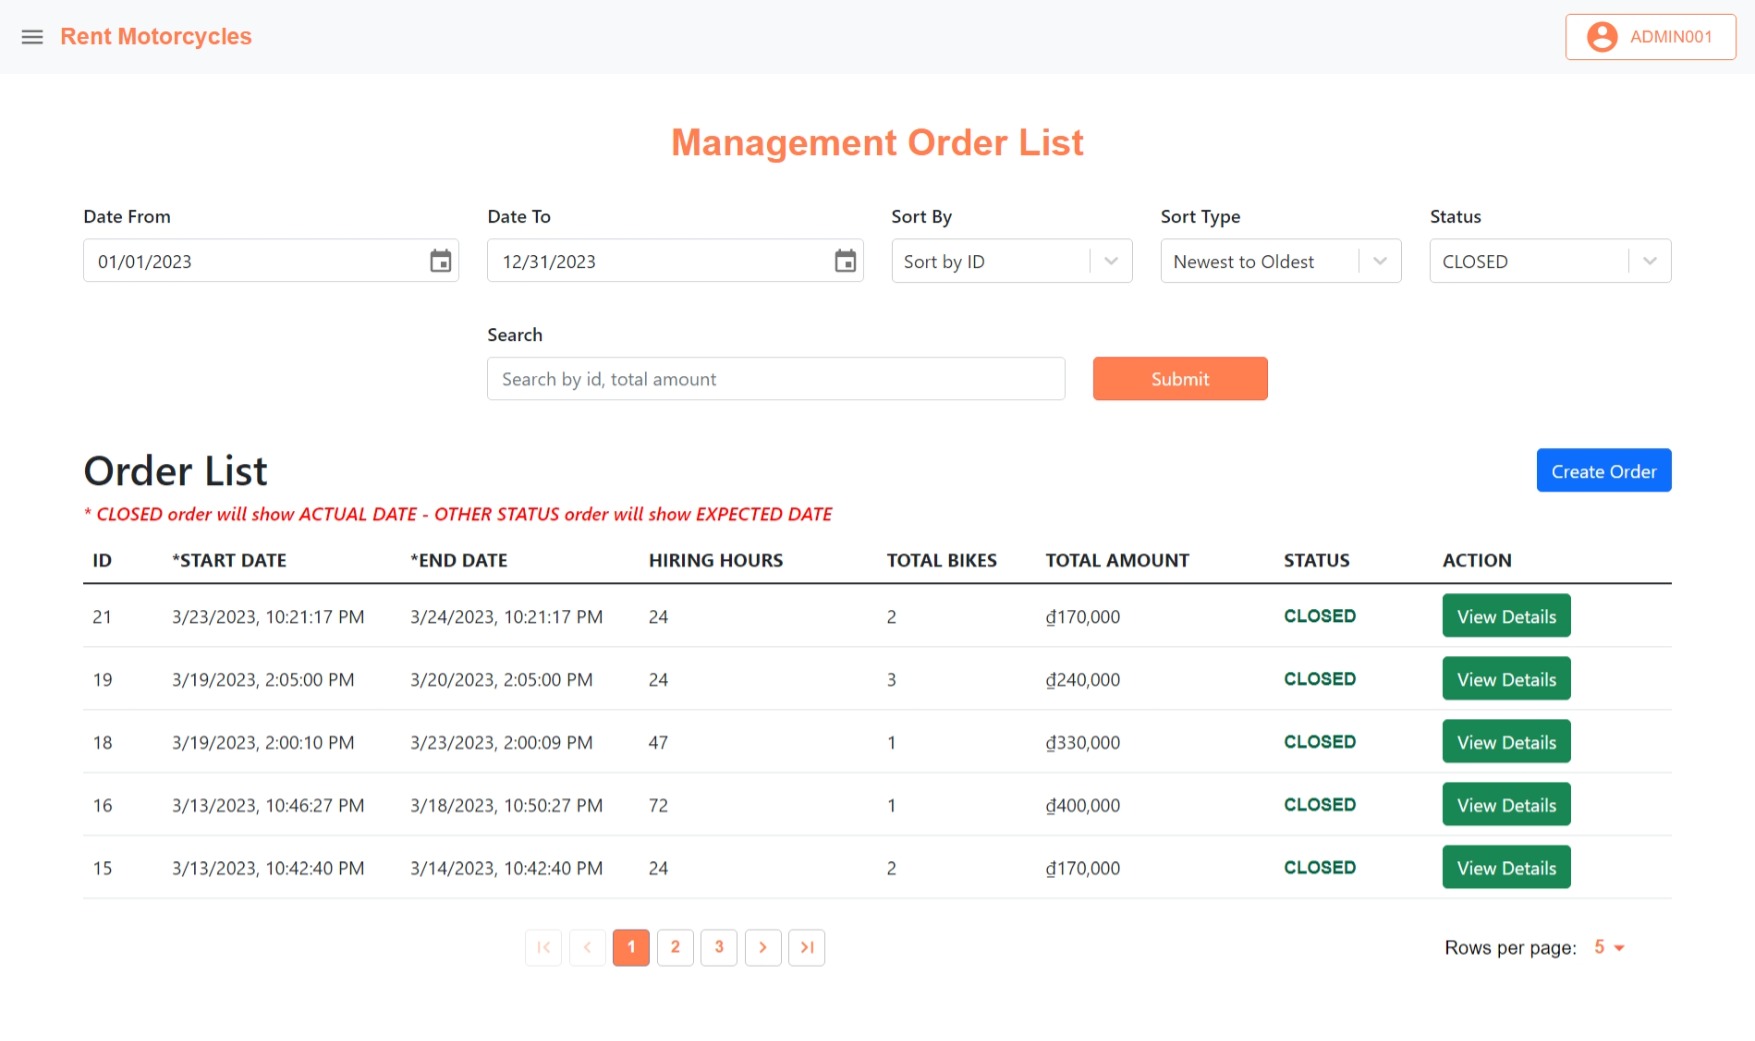 Rent Motorcycles
ADMIN001
Management Order List
Date From Date To Sort By Sort Type Status
01/01/2023 12/31/2023 Sort by ID Newest to Oldest CLOSED
Search
Search by id, total amount Submit
Order List Create Order
* CLOSED order will show ACTUAL DATE - OTHER STATUS order will show EXPECTED DATE
ID *START DATE *END DATE HIRING HOURS TOTAL BIKES TOTAL AMOUNT STATUS ACTION
21 3/23/2023, 10:21:17 PM 3/24/2023, 10:21:17 PM 24 2 ₫170,000 CLOSED View Details
19 3/19/2023, 2:05:00 PM 3/20/2023, 2:05:00 PM 24 3 ₫240,000 CLOSED View Details
18 3/19/2023, 2:00:10 PM 3/23/2023, 2:00:09 PM 47 1 ₫330,000 CLOSED View Details
16 3/13/2023, 10:46:27 PM 3/18/2023, 10:50:27 PM 72 1 ₫400,000 CLOSED View Details
15 3/13/2023, 10:42:40 PM 3/14/2023, 10:42:40 PM 24 2 ₫170,000 CLOSED View Details
1 2 3 Rows per page: 5